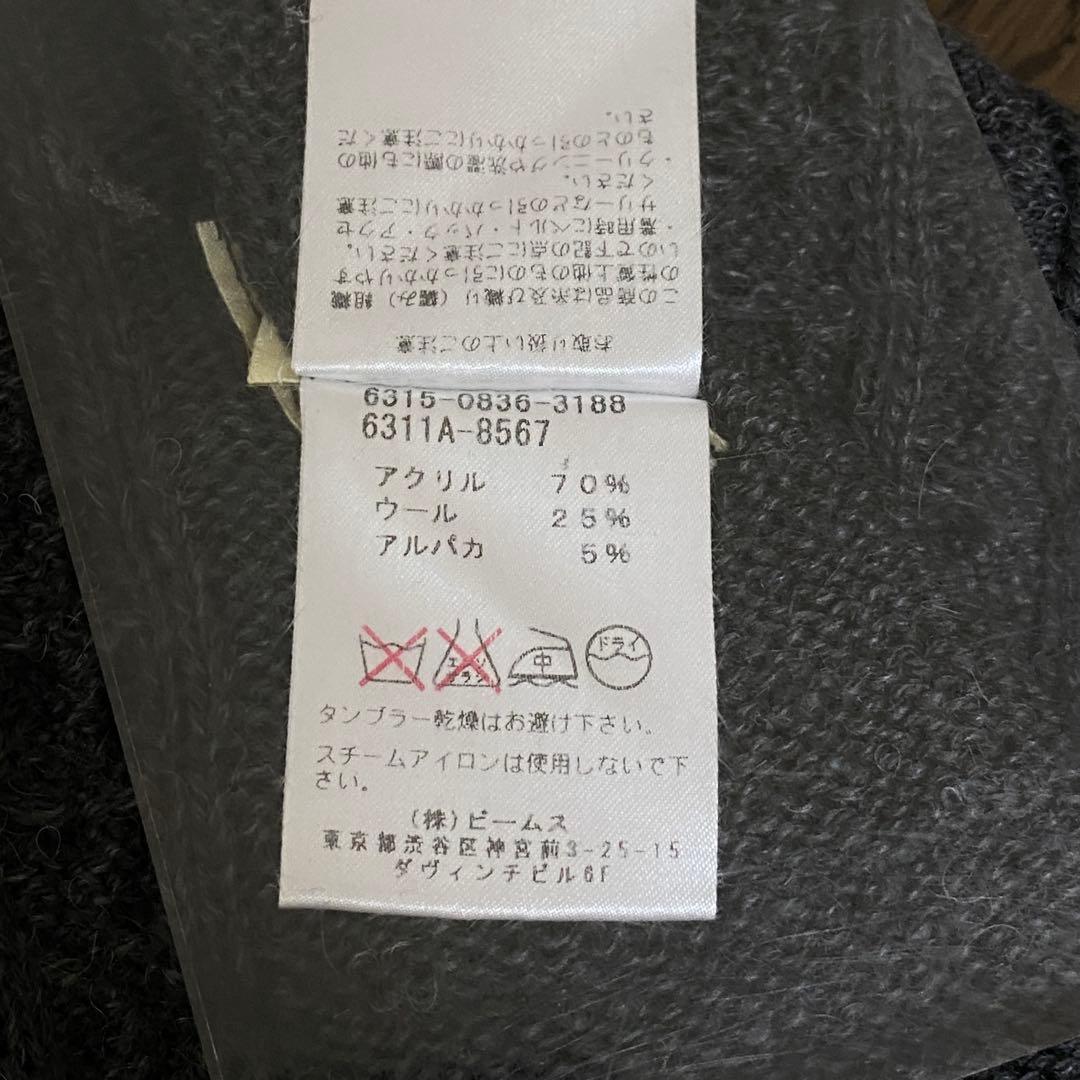 お取り扱い上のご注意
この商品は糸及び織り（編み）組織
の性質上他のものに引っかかりやす
いので下記の点にご注意ください。
・着用時にベルト・バック・アクセ
サリーなどの引っかかりにご注意
ください。
・クリーニングや洗濯の際にも他の
ものとの引っかかりにご注意くだ
さい。
6315-0836-3188
6311A-8567
アクリル 70%
ウール 25%
アルパカ 5%
エンソ
サラシ
中
ドライ
タンブラー乾燥はお避け下さい。
スチームアイロンは使用しないで下
さい。
(株)ビームス
東京都渋谷区神宮前3-25-15
ダヴィンチビル6F